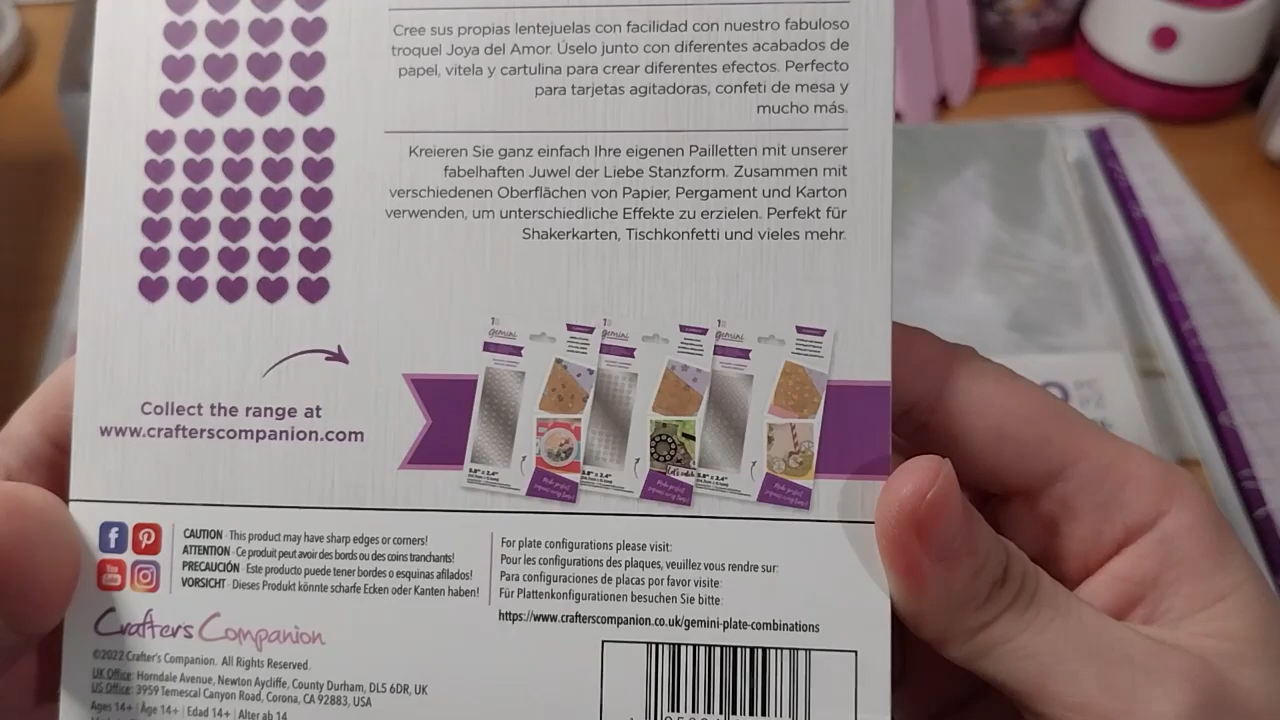 Cree sus propias lentejuelas con facilidad con nuestro fabuloso
troquel Joya del Amor. Úselo junto con diferentes acabados de
papel, vitela y cartulina para crear diferentes efectos. Perfecto
para tarjetas agitadoras, confeti de mesa y
mucho más.
Kreieren Sie ganz einfach Ihre eigenen Pailletten mit unserer
fabelhaften Juwel der Liebe Stanzform. Zusammen mit
verschiedenen Oberflächen von Papier, Pergament und Karton
verwenden, um unterschiedliche Effekte zu erzielen. Perfekt für
Shakerkarten, Tischkonfetti und vieles mehr.
Gemini
Gemini
Gemini
Collect the range at
www.crafterscompanion.com
CAUTION · This product may have sharp edges or corners!
ATTENTION · Ce produit peut avoir des bords ou des coins tranchants!
PRECAUCIÓN · Este producto puede tener bordes o esquinas afilados!
VORSICHT · Dieses Produkt könnte scharfe Ecken oder Kanten haben!
For plate configurations please visit:
Pour les configurations des plaques, veuillez vous rendre sur:
Para configuraciones de placas por favor visite:
Für Plattenkonfigurationen besuchen Sie bitte:
https://www.crafterscompanion.co.uk/gemini-plate-combinations
Crafter's Companion
©2022 Crafter's Companion. All Rights Reserved.
UK Office: Horndale Avenue, Newton Aycliffe, County Durham, DL5 6DR, UK
US Office: 3959 Temescal Canyon Road, Corona, CA 92883, USA
Ages 14+ | Âge 14+ | Edad 14+ | Alter ab 14